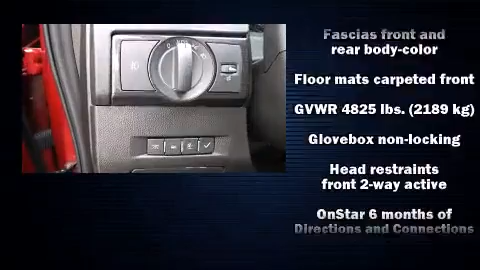 Fascias front and
rear body-color
Floor mats carpeted front
GVWR 4825 lbs. (2189 kg)
Glovebox non-locking
Head restraints
front 2-way active
OnStar 6 months of
Directions and Connections